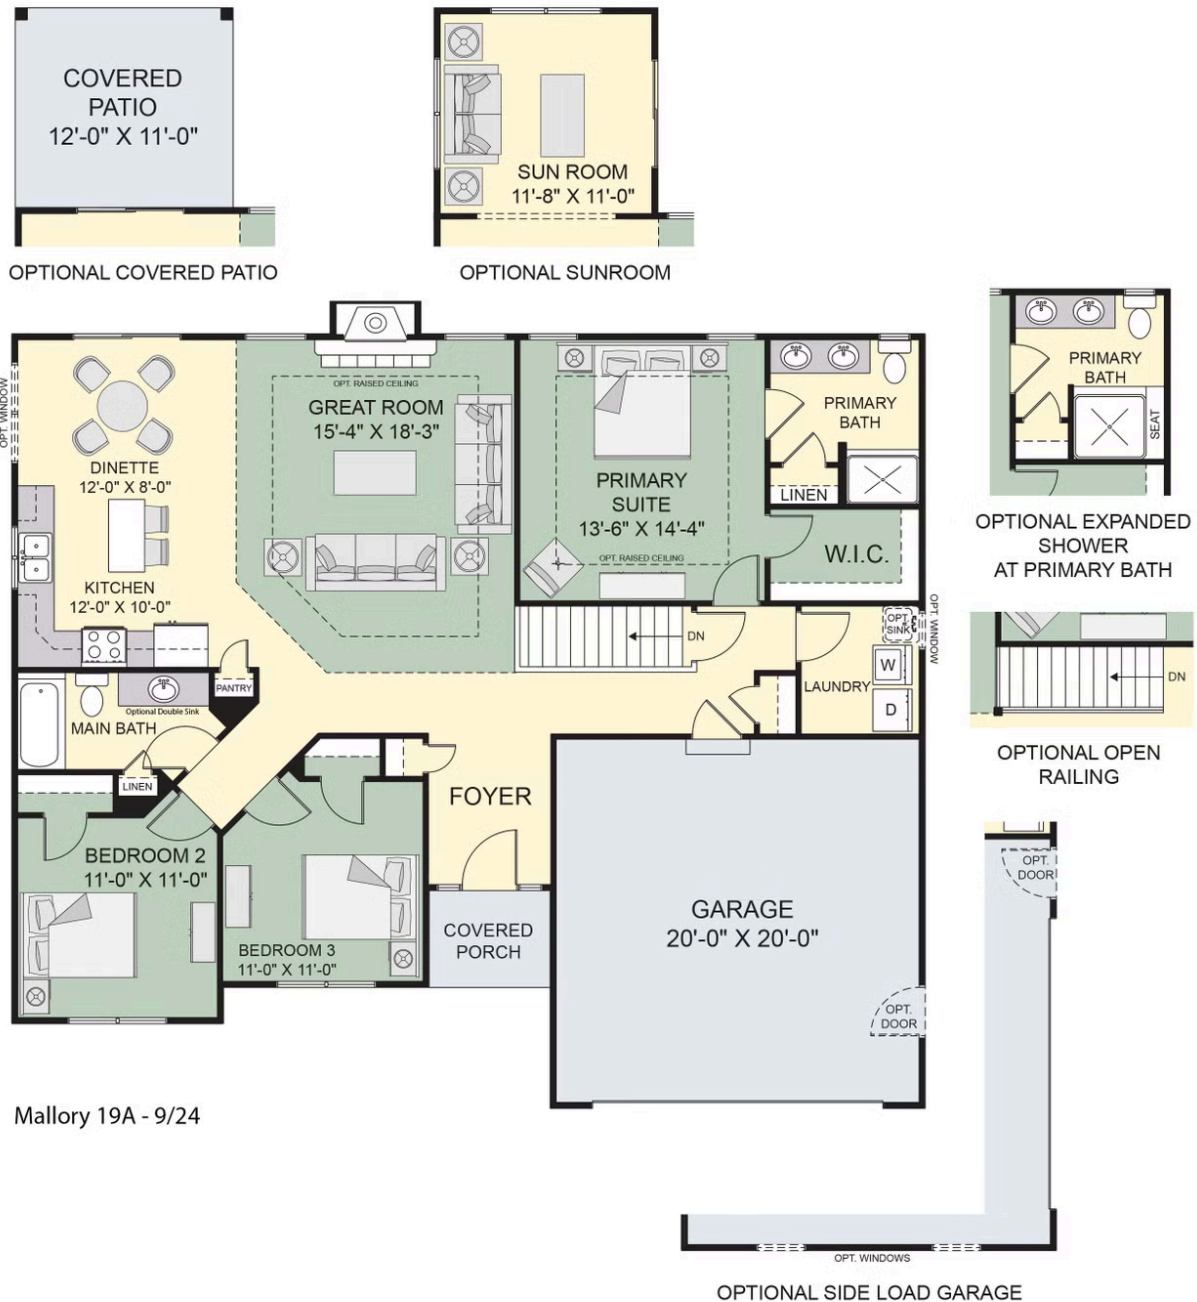 COVERED
PATIO
12'-0" X 11'-0"
OPTIONAL COVERED PATIO
SUN ROOM
11'-8" X 11'-0"
OPTIONAL SUNROOM
OPT. WINDOW
DINETTE
12'-0" X 8'-0"
KITCHEN
12'-0" X 10'-0"
OPT. RAISED CEILING
GREAT ROOM
15'-4" X 18'-3"
PRIMARY
SUITE
13'-6" X 14'-4"
OPT. RAISED CEILING
PRIMARY
BATH
LINEN
W.I.C.
PRIMARY
BATH
SEAT
OPTIONAL EXPANDED
SHOWER
AT PRIMARY BATH
DN
OPT.
SINK
OPT. WINDOW
W
LAUNDRY
D
DN
OPTIONAL OPEN
RAILING
PANTRY
Optional Double Sink
MAIN BATH
LINEN
BEDROOM 2
11'-0" X 11'-0"
BEDROOM 3
11'-0" X 11'-0"
FOYER
COVERED
PORCH
GARAGE
20'-0" X 20'-0"
OPT.
DOOR
OPT.
DOOR
OPT. WINDOWS
OPTIONAL SIDE LOAD GARAGE
Mallory 19A - 9/24